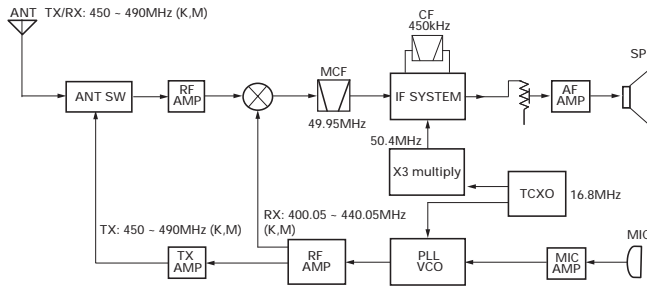 ANT TX/RX: 450 ~ 490MHz (K,M)
CF
450kHz
SP
MCF
ANT SW
RF
AMP
IF SYSTEM
AF
AMP
49.95MHz
50.4MHz
X3 multiply
TCXO
16.8MHz
TX: 450 ~ 490MHz (K,M)
RX: 400.05 ~ 440.05MHz
(K,M)
MIC
TX
AMP
RF
AMP
PLL
VCO
MIC
AMP